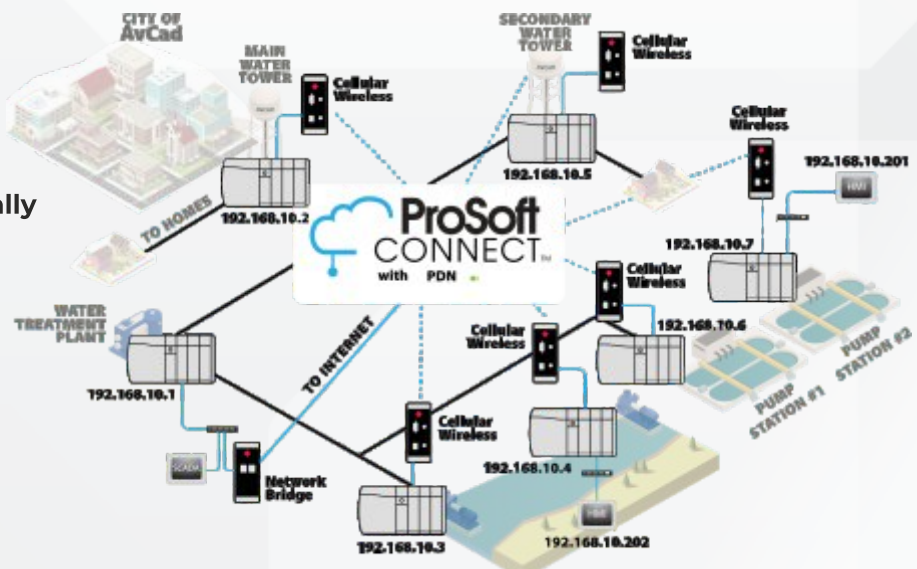 CITY OF
AvCad
MAIN
WATER
TOWER
Cellular
Wireless
SECONDARY
WATER
TOWER
Cellular
Wireless
Cellular
Wireless
192.168.10.201
HMI
192.168.10.5
192.168.10.2
ally
TO HOMES
ProSoft
CONNECT™
with PDN
192.168.10.7
Cellular
Wireless
WATER
TREATMENT
PLANT
TO INTERNET
Cellular
Wireless
192.168.10.6
PUMP
STATION #2
PUMP
STATION #1
192.168.10.1
Cellular
Wireless
SCADA
Network
Bridge
192.168.10.4
HMI
192.168.10.3
192.168.10.202